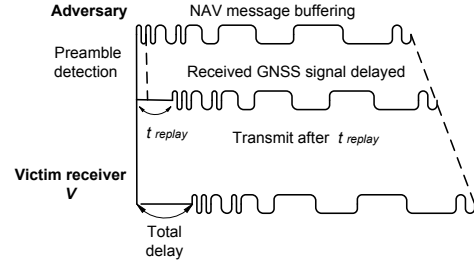 Adversary NAV message buffering
Preamble
detection
Received GNSS signal delayed
t replay
Transmit after t replay
Victim receiver
V
Total
delay